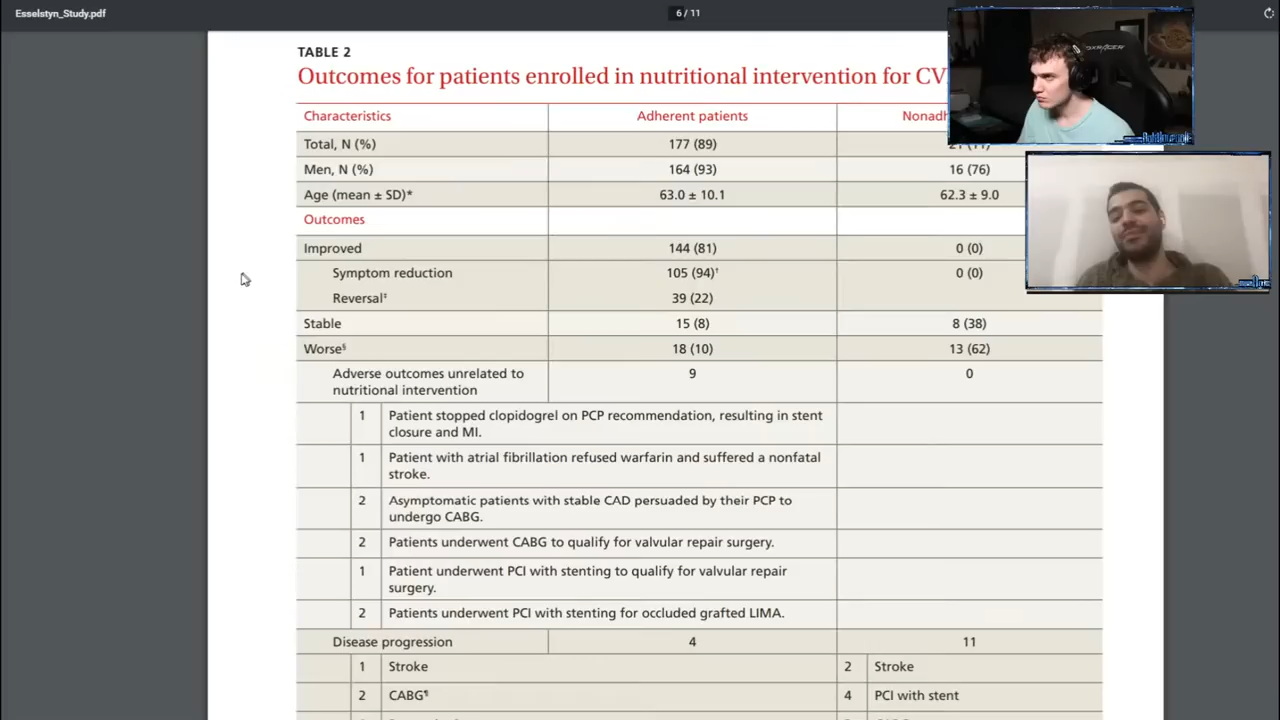 Esselstyn_Study.pdf
6 / 11
TABLE 2
Outcomes for patients enrolled in nutritional intervention for CV
Characteristics Adherent patients Nonadh
Total, N (%) 177 (89)
Men, N (%) 164 (93) 16 (76)
Age (mean ± SD)* 63.0 ± 10.1 62.3 ± 9.0
Outcomes
Improved 144 (81) 0 (0)
Symptom reduction 105 (94)† 0 (0)
Reversal‡ 39 (22)
Stable 15 (8) 8 (38)
Worse§ 18 (10) 13 (62)
Adverse outcomes unrelated to
nutritional intervention 9 0
1 Patient stopped clopidogrel on PCP recommendation, resulting in stent
closure and MI.
1 Patient with atrial fibrillation refused warfarin and suffered a nonfatal
stroke.
2 Asymptomatic patients with stable CAD persuaded by their PCP to
undergo CABG.
2 Patients underwent CABG to qualify for valvular repair surgery.
1 Patient underwent PCI with stenting to qualify for valvular repair
surgery.
2 Patients underwent PCI with stenting for occluded grafted LIMA.
Disease progression 4 11
1 Stroke 2 Stroke
2 CABG¶ 4 PCI with stent